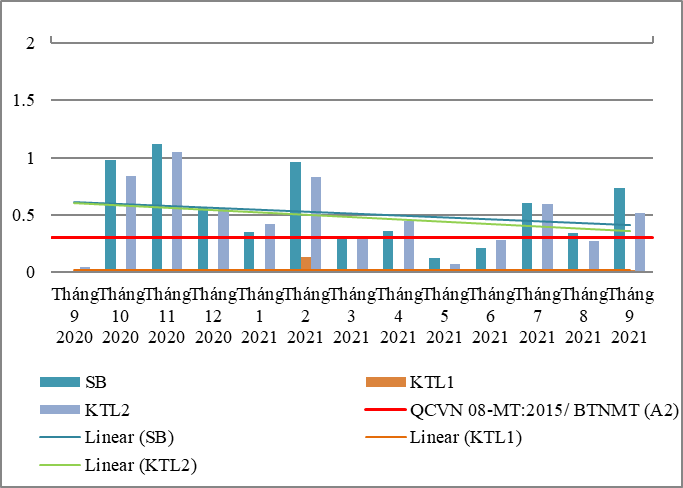 2
1.5
1
0.5
0
Tháng Tháng Tháng Tháng Tháng Tháng Tháng Tháng Tháng Tháng Tháng Tháng Tháng
9 10 11 12 1 2 3 4 5 6 7 8 9
2020 2020 2020 2020 2021 2021 2021 2021 2021 2021 2021 2021 2021
SB KTL1
KTL2 QCVN 08-MT:2015/ BTNMT (A2)
Linear (SB) Linear (KTL1)
Linear (KTL2)